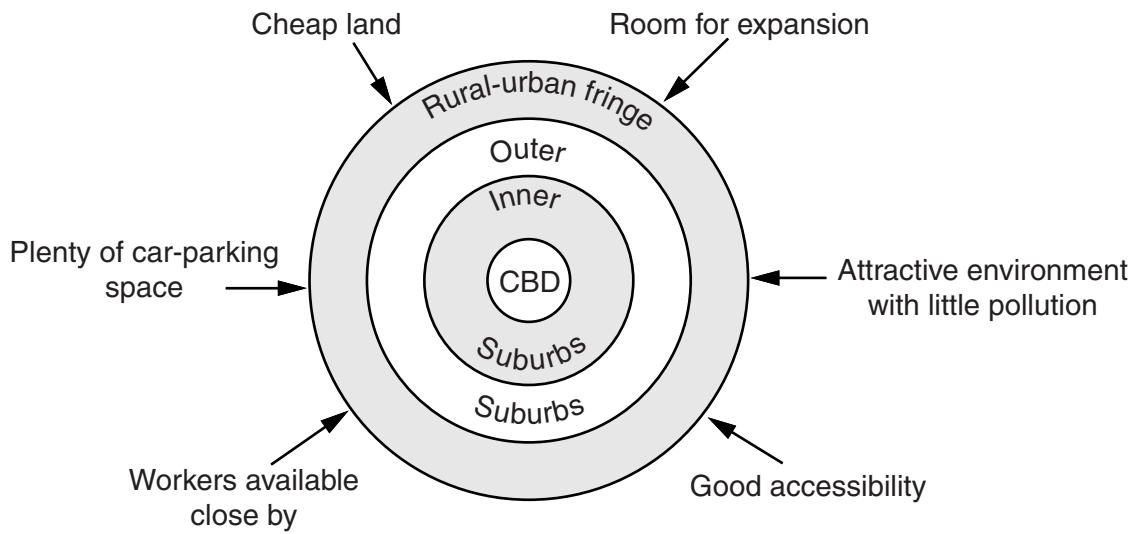 Cheap land
Room for expansion
Rural-urban fringe
Outer
Inner
Plenty of car-parking
space
CBD
Attractive environment
with little pollution
Suburbs
Suburbs
Workers available
close by
Good accessibility